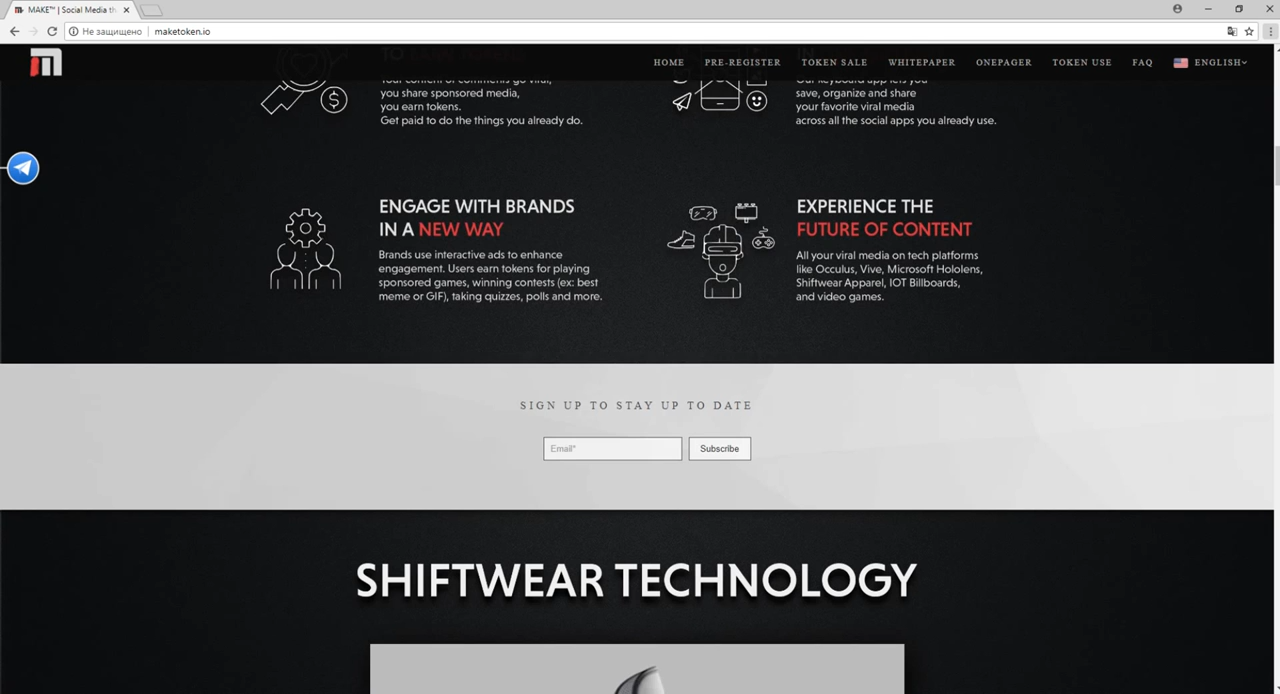 MAKE™ | Social Media th
Не защищено
maketoken.io
HOME PRE-REGISTER TOKEN SALE WHITEPAPER ONEPAGER TOKEN USE FAQ ENGLISH
TO
Your content or comments go viral,
you share sponsored media,
you earn tokens.
Get paid to do the things you already do.
IN
Our keyboard app lets you
save, organize and share
your favorite viral media
across all the social apps you already use.
ENGAGE WITH BRANDS
IN A NEW WAY
Brands use interactive ads to enhance
engagement. Users earn tokens for playing
sponsored games, winning contests (ex: best
meme or GIF), taking quizzes, polls and more.
EXPERIENCE THE
FUTURE OF CONTENT
All your viral media on tech platforms
like Occulus, Vive, Microsoft Hololens,
Shiftwear Apparel, IOT Billboards,
and video games.
SIGN UP TO STAY UP TO DATE
Email*
Subscribe
SHIFTWEAR TECHNOLOGY